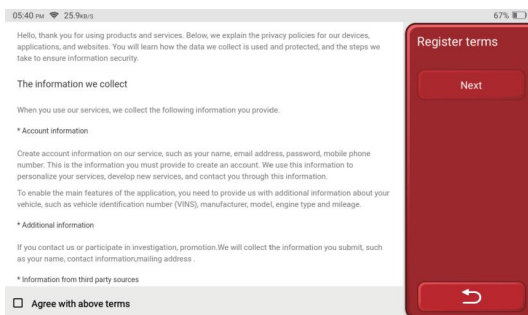 05:40 PM 25.9KB/S 67%
Hello, thank you for using products and services. Below, we explain the privacy policies for our devices,
applications, and websites. You will learn how the data we collect is used and protected, and the steps we
take to ensure information security.
The information we collect
When you use our services, we collect the following information you provide.
* Account information
Create account information on our service, such as your name, email address, password, mobile phone
number. This is the information you must provide to create an account. We use this information to
personalize your services, develop new services, and contact you through this information.
To enable the main features of the application, you need to provide us with additional information about your
vehicle, such as vehicle identification number (VINS), manufacturer, model, engine type and mileage.
* Additional information
If you contact us or participate in investigation, promotion.We will collect the information you submit, such
as your name, contact information,mailing address .
* Information from third party sources
Agree with above terms
Register terms
Next